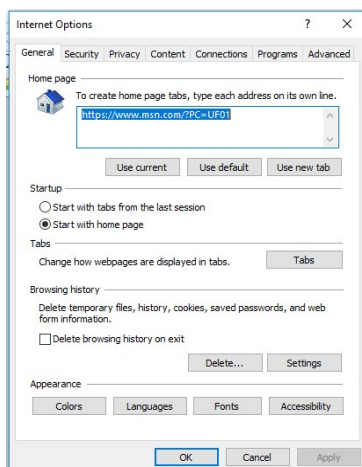 Internet Options
? X
General Security Privacy Content Connections Programs Advanced
Home page
To create home page tabs, type each address on its own line.
https://www.msn.com/?PC=UF01
Use current Use default Use new tab
Startup
Start with tabs from the last session
Start with home page
Tabs
Change how webpages are displayed in tabs. Tabs
Browsing history
Delete temporary files, history, cookies, saved passwords, and web
form information.
Delete browsing history on exit
Delete... Settings
Appearance
Colors Languages Fonts Accessibility
OK Cancel Apply